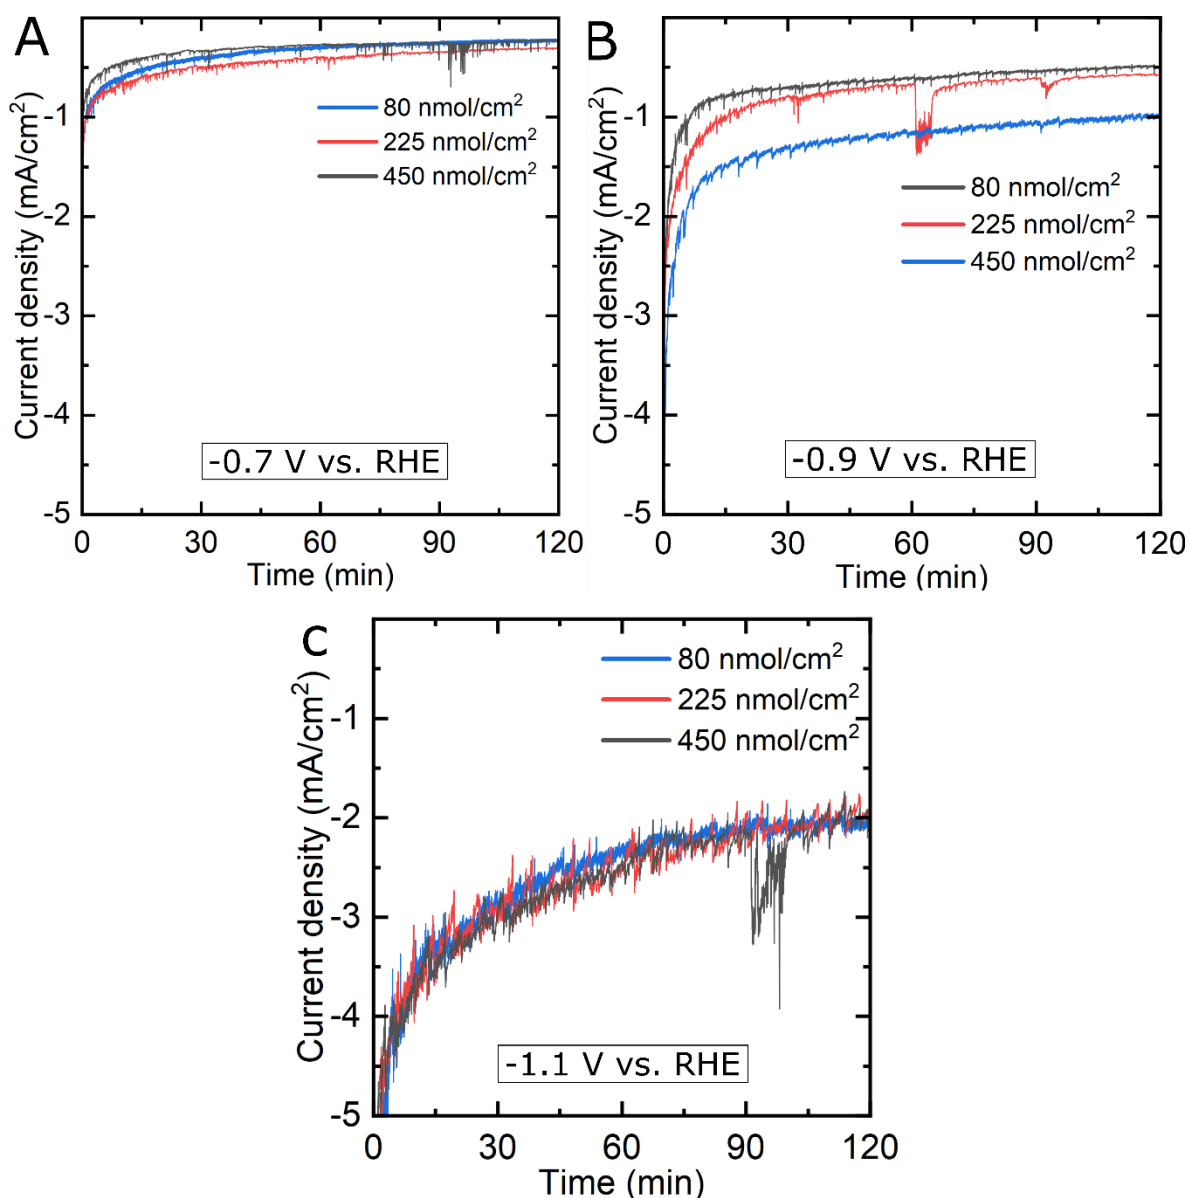 A
Current density (mA/cm²)
-1
-2
-3
-4
-5
80 nmol/cm²
225 nmol/cm²
450 nmol/cm²
-0.7 V vs. RHE
0 30 60 90 120
Time (min)
B
Current density (mA/cm²)
-1
-2
-3
-4
-5
80 nmol/cm²
225 nmol/cm²
450 nmol/cm²
-0.9 V vs. RHE
0 30 60 90 120
Time (min)
C
Current density (mA/cm²)
-1
-2
-3
-4
-5
80 nmol/cm²
225 nmol/cm²
450 nmol/cm²
-1.1 V vs. RHE
0 30 60 90 120
Time (min)